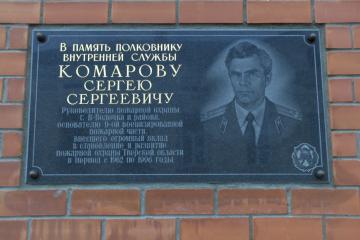 В ПАМЯТЬ ПОЛКОВНИКУ
ВНУТРЕННЕЙ СЛУЖБЫ
КОМАРОВУ
СЕРГЕЮ
СЕРГЕЕВИЧУ
Руководителю пожарной охраны
г. В-Волочка и района,
основателю 9-ой военизированной
пожарной части,
внесшего огромный вклад
в становление и развитие
пожарной охраны Тверской области
в период с 1962 по 1996 годы